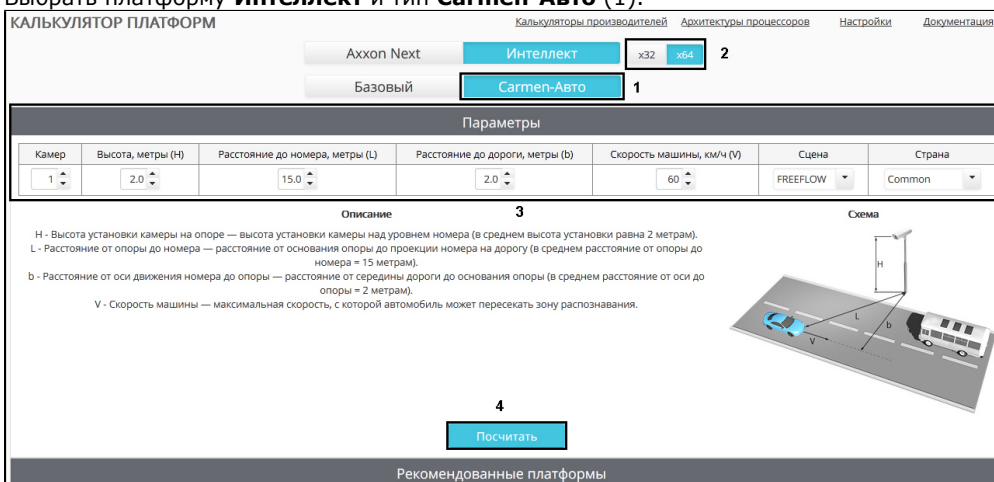 Выбрать платформу Интеллект и тип Carmen-Авто (1).
КАЛЬКУЛЯТОР ПЛАТФОРМ
Калькуляторы производителей Архитектуры процессоров Настройки Документация
Axxon Next Интеллект x32 x64 2
Базовый Carmen-Авто 1
Параметры
Камер Высота, метры (H) Расстояние до номера, метры (L) Расстояние до дороги, метры (b) Скорость машины, км/ч (V) Сцена Страна
1 2.0 15.0 2.0 60 FREEFLOW Common
Описание 3 Схема
H - Высота установки камеры на опоре — высота установки камеры над уровнем номера (в среднем высота установки равна 2 метрам).
L - Расстояние от опоры до номера — расстояние от основания опоры до проекции номера на дорогу (в среднем расстояние от опоры до
номера = 15 метрам).
b - Расстояние от оси движения номера до опоры — расстояние от середины дороги до основания опоры (в среднем расстояние от оси до
опоры = 2 метрам).
V - Скорость машины — максимальная скорость, с которой автомобиль может пересекать зону распознавания.
H
L
b
V
4
Посчитать
Рекомендованные платформы